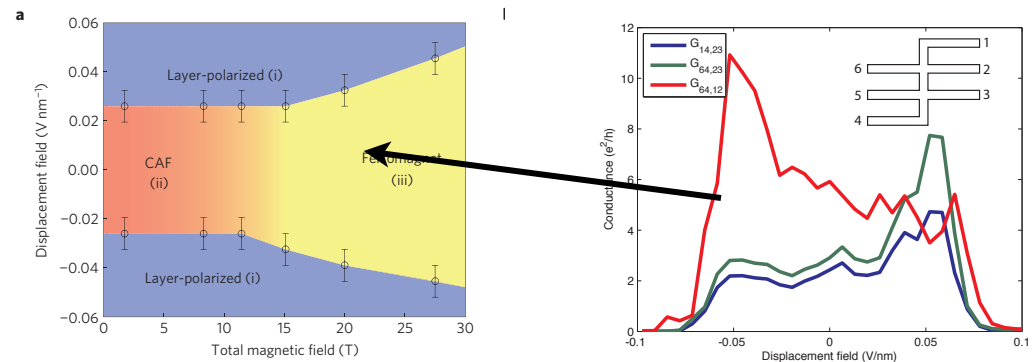 a
0.06
0.04
0.02
0.00
−0.02
−0.04
−0.06
Displacement field (V nm⁻¹)
Layer-polarized (i)
CAF
(ii)
(iii)
Layer-polarized (i)
0
5
10
15
20
25
30
Total magnetic field (T)
12
10
8
6
4
2
0
Conductance (e²/h)
G14,23
G64,23
G64,12
1
2
3
6
5
4
-0.1
-0.05
0
0.05
0.1
Displacement field (V/nm)